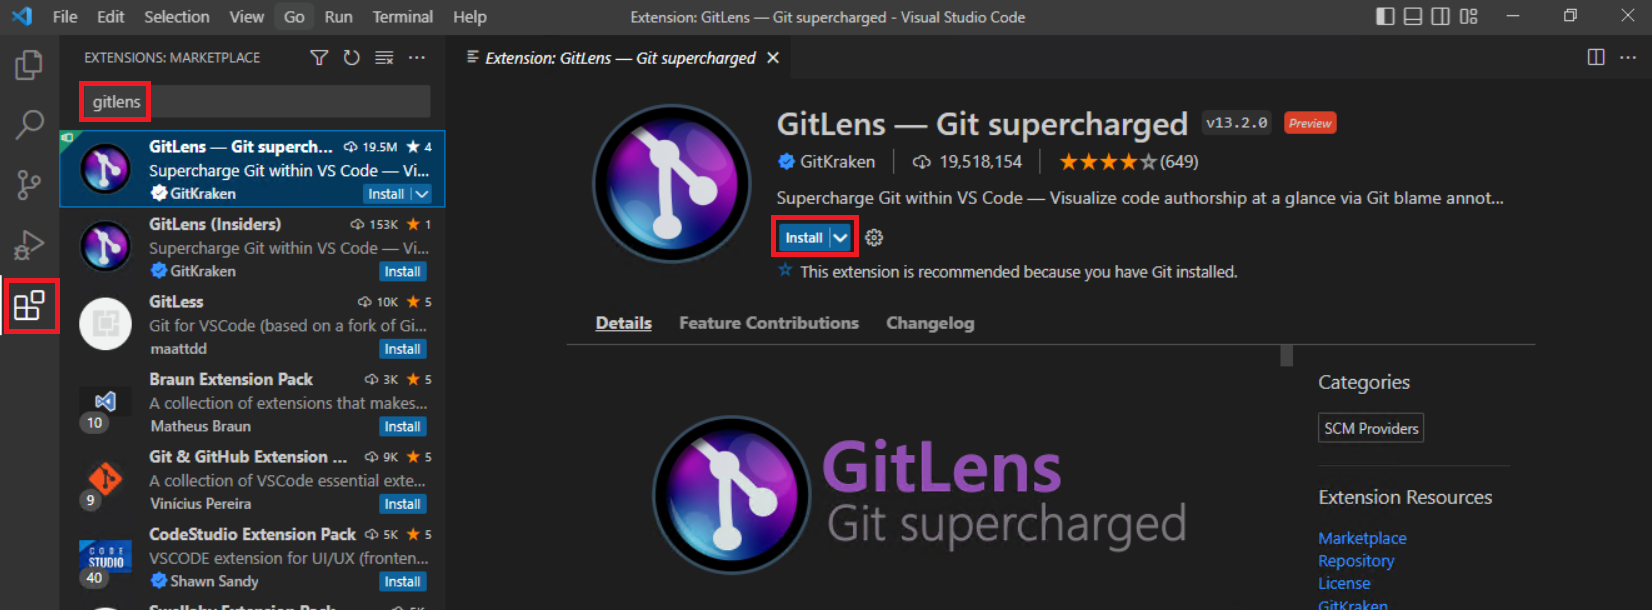 File Edit Selection View Go Run Terminal Help
Extension: GitLens — Git supercharged - Visual Studio Code
EXTENSIONS: MARKETPLACE
gitlens
GitLens — Git superch... 19.5M 4
Supercharge Git within VS Code — Vi...
GitKraken Install
GitLens (Insiders) 153K 1
Supercharge Git within VS Code — Vi...
GitKraken Install
GitLess 10K 5
Git for VSCode (based on a fork of Gi...
maattdd Install
Braun Extension Pack 3K 5
A collection of extensions that makes...
10
Matheus Braun Install
Git & GitHub Extension ... 9K 5
A collection of VSCode essential exte...
9
Vinícius Pereira Install
CodeStudio Extension Pack 5K 5
CODE
STUDIO
VSCODE extension for UI/UX (fronten...
40
Shawn Sandy Install
Extension: GitLens — Git supercharged
GitLens — Git supercharged v13.2.0 Preview
GitKraken 19,518,154 (649)
Supercharge Git within VS Code — Visualize code authorship at a glance via Git blame annot...
Install
This extension is recommended because you have Git installed.
Details Feature Contributions Changelog
GitLens
Git supercharged
Categories
SCM Providers
Extension Resources
Marketplace
Repository
License
GitKraken